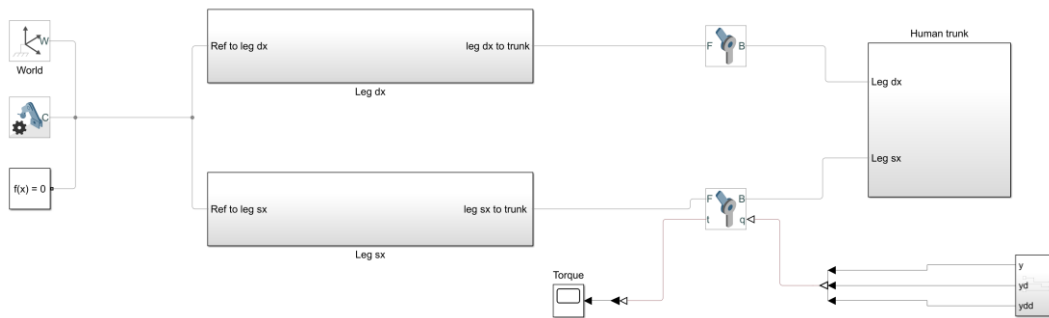 W
World
C
f(x) = 0
Ref to leg dx
leg dx to trunk
Leg dx
F
B
Human trunk
Leg dx
Leg sx
Ref to leg sx
leg sx to trunk
Leg sx
F
B
t
q
Torque
y
yd
ydd